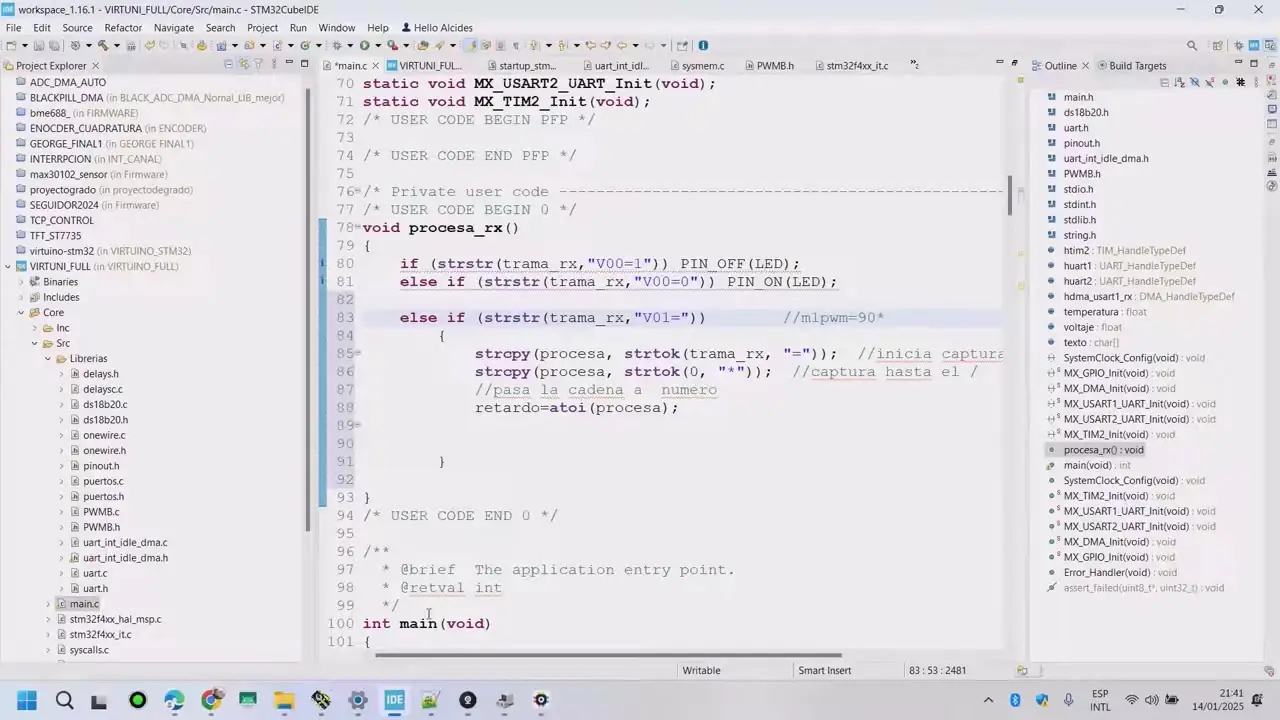 workspace_1.16.1 - VIRTUNI_FULL/Core/Src/main.c - STM32CubeIDE
File Edit Source Refactor Navigate Search Project Run Window Help Hello Alcides
Project Explorer
ADC_DMA_AUTO
BLACKPILL_DMA (in BLACK_ADC_DMA_Nomal_LIB_mejor)
bme688_ (in FIRMWARE)
ENOCDER_CUADRATURA (in ENCODER)
GEORGE_FINAL1 (in GEORGE FINAL1)
INTERRPCION (in INT_CANAL)
max30102_sensor (in Firmware)
proyectogrado (in proyectodegrado)
SEGUIDOR2024 (in Firmware)
TCP_CONTROL
TFT_ST7735
virtuino-stm32 (in VIRTUINO_STM32)
VIRTUNI_FULL (in VIRTUINO_FULL)
Binaries
Includes
Core
Inc
Src
Librerias
delays.h
delaysc.c
ds18b20.c
ds18b20.h
onewire.c
onewire.h
pinout.h
puertos.c
puertos.h
PWMB.c
PWMB.h
uart_int_idle_dma.c
uart_int_idle_dma.h
uart.c
uart.h
main.c
stm32f4xx_hal_msp.c
stm32f4xx_it.c
syscalls.c
*main.c VIRTUNI_FUL... startup_stm... uart_int_idl... sysmem.c PWMB.h stm32f4xx_it.c
70 static void MX_USART2_UART_Init(void);
71 static void MX_TIM2_Init(void);
72 /* USER CODE BEGIN PFP */
73
74 /* USER CODE END PFP */
75
76 /* Private user code ------------------------------------------------
77 /* USER CODE BEGIN 0 */
78 void procesa_rx()
79 {
80 if (strstr(trama_rx,"V00=1")) PIN_OFF(LED);
81 else if (strstr(trama_rx,"V00=0")) PIN_ON(LED);
82
83 else if (strstr(trama_rx,"V01=")) //m1pwm=90*
84 {
85 strcpy(procesa, strtok(trama_rx, "=")); //inicia captura
86 strcpy(procesa, strtok(0, "*")); //captura hasta el /
87 //pasa la cadena a numero
88 retardo=atoi(procesa);
89
90
91 }
92
93 }
94 /* USER CODE END 0 */
95
96 /**
97 * @brief The application entry point.
98 * @retval int
99 */
100 int main(void)
101 {
Outline Build Targets
main.h
ds18b20.h
uart.h
pinout.h
uart_int_idle_dma.h
PWMB.h
stdio.h
stdint.h
stdlib.h
string.h
htim2 : TIM_HandleTypeDef
huart1 : UART_HandleTypeDef
huart2 : UART_HandleTypeDef
hdma_usart1_rx : DMA_HandleTypeDef
temperatura : float
voltaje : float
texto : char[]
SystemClock_Config(void) : void
MX_GPIO_Init(void) : void
MX_DMA_Init(void) : void
MX_USART1_UART_Init(void) : void
MX_USART2_UART_Init(void) : void
MX_TIM2_Init(void) : void
procesa_rx() : void
main(void) : int
SystemClock_Config(void) : void
MX_TIM2_Init(void) : void
MX_USART1_UART_Init(void) : void
MX_USART2_UART_Init(void) : void
MX_DMA_Init(void) : void
MX_GPIO_Init(void) : void
Error_Handler(void) : void
assert_failed(uint8_t*, uint32_t) : void
Writable Smart Insert 83 : 53 : 2481
IDE
ESP
INTL
21:41
14/01/2025